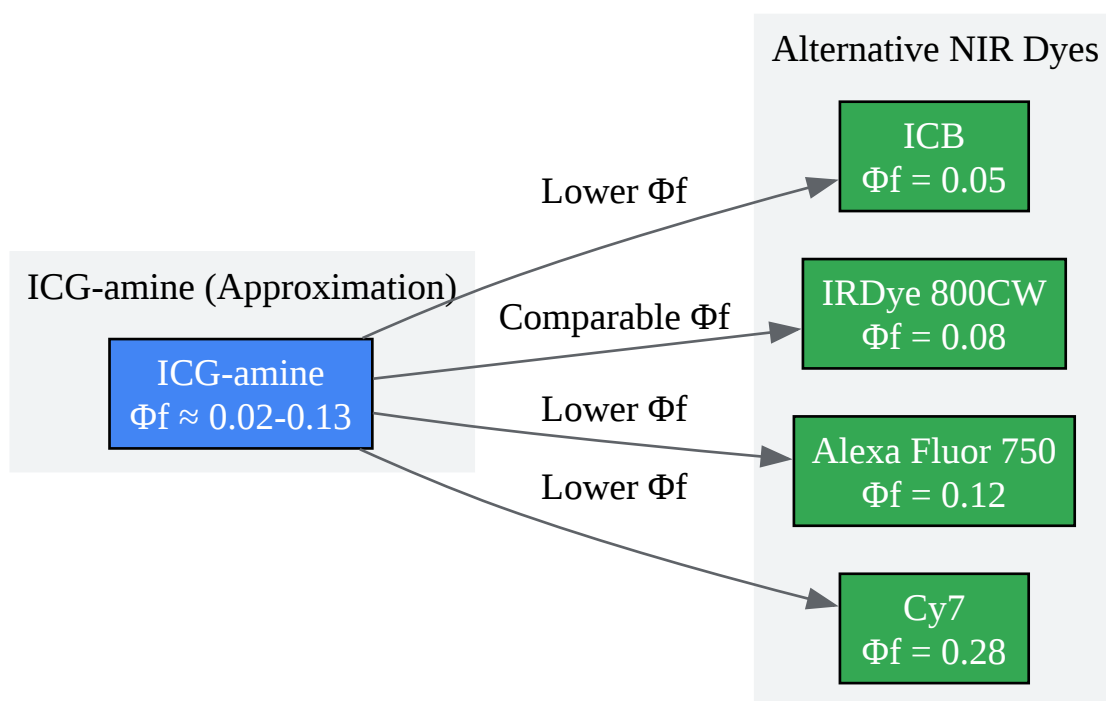 Alternative NIR Dyes
ICB
Φf = 0.05
Lower Φf
ICG-amine (Approximation)
IRDye 800CW
Φf = 0.08
Comparable Φf
ICG-amine
Φf ≈ 0.02-0.13
Lower Φf
Alexa Fluor 750
Φf = 0.12
Lower Φf
Cy7
Φf = 0.28